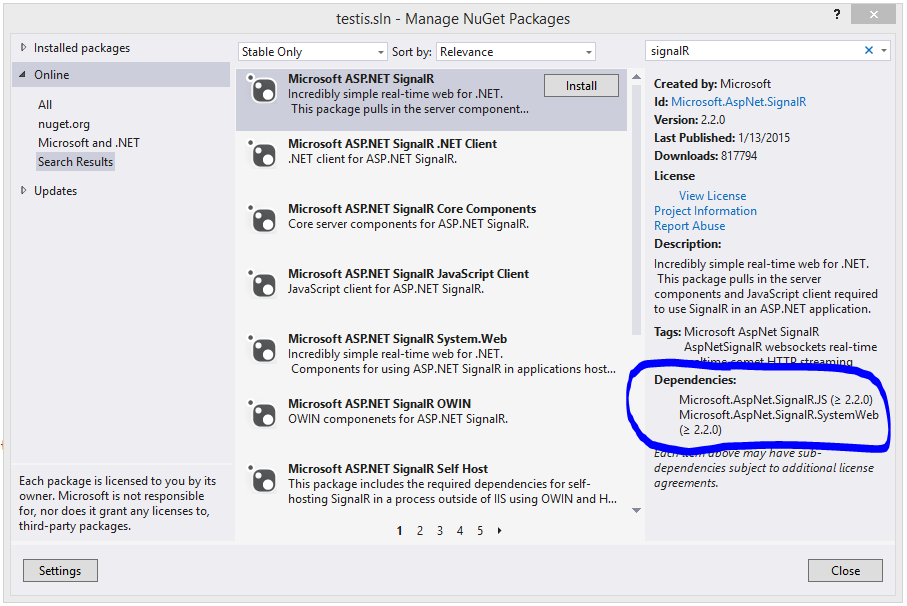 testis.sln - Manage NuGet Packages
?
Installed packages
Online
All
nuget.org
Microsoft and .NET
Search Results
Updates
Each package is licensed to you by its
owner. Microsoft is not responsible
for, nor does it grant any licenses to,
third-party packages.
Settings
Stable Only
Sort by:
Relevance
Microsoft ASP.NET SignalR
Incredibly simple real-time web for .NET.
This package pulls in the server component...
Install
Microsoft ASP.NET SignalR .NET Client
.NET client for ASP.NET SignalR.
Microsoft ASP.NET SignalR Core Components
Core server components for ASP.NET SignalR.
Microsoft ASP.NET SignalR JavaScript Client
JavaScript client for ASP.NET SignalR.
Microsoft ASP.NET SignalR System.Web
Incredibly simple real-time web for .NET.
Components for using ASP.NET SignalR in applications host...
Microsoft ASP.NET SignalR OWIN
OWIN componenets for ASP.NET SignalR.
Microsoft ASP.NET SignalR Self Host
This package includes the required dependencies for self-
hosting SignalR in a process outside of IIS using OWIN and H...
1 2 3 4 5
signalR
Created by: Microsoft
Id: Microsoft.AspNet.SignalR
Version: 2.2.0
Last Published: 1/13/2015
Downloads: 817794
License
View License
Project Information
Report Abuse
Description:
Incredibly simple real-time web for .NET.
This package pulls in the server
components and JavaScript client required
to use SignalR in an ASP.NET application.
Tags: Microsoft AspNet SignalR
AspNetSignalR websockets real-time
realtime comet HTTP streaming
Dependencies:
Microsoft.AspNet.SignalR.JS (≥ 2.2.0)
Microsoft.AspNet.SignalR.SystemWeb
(≥ 2.2.0)
Each item above may have sub-
dependencies subject to additional license
agreements.
Close